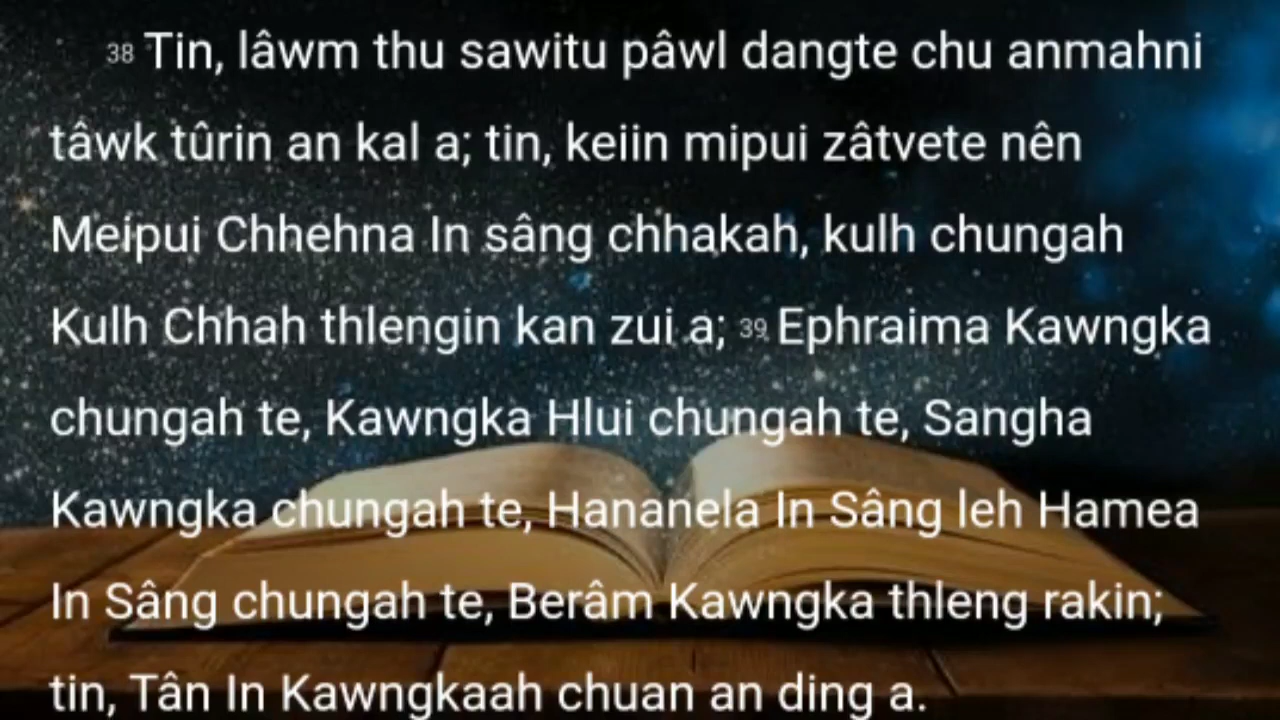 38 Tin, lâwm thu sawitu pâwl dangte chu anmahni
tâwk tûrin an kal a; tin, keiin mipui zâtvete nên
Meipui Chhehna In sâng chhakah, kulh chungah
Kulh Chhah thlengin kan zui a; 39 Ephraima Kawngka
chungah te, Kawngka Hlui chungah te, Sangha
Kawngka chungah te, Hananela In Sâng leh Hamea
In Sâng chungah te, Berâm Kawngka thleng rakin;
tin, Tân In Kawngkaah chuan an ding a.